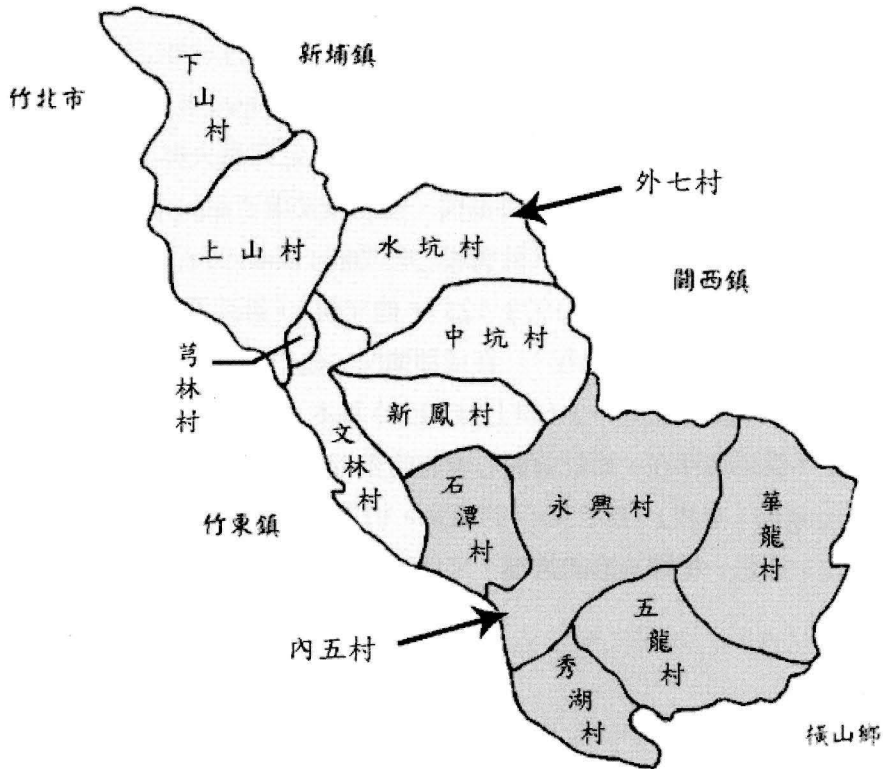 新埔鎮
竹北市
下山村
外七村
上山村
水坑村
關西鎮
中坑村
芎林村
新鳳村
文林村
石潭村
永興村
華龍村
竹東鎮
五龍村
內五村
秀湖村
橫山鄉